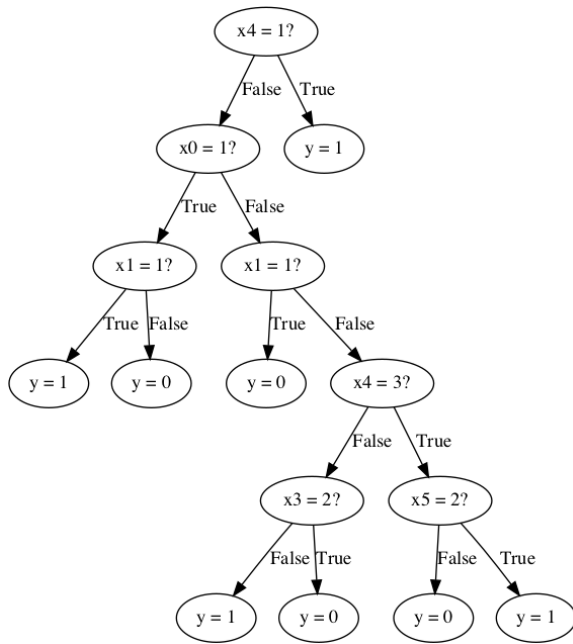 x4 = 1?
False
True
x0 = 1?
y = 1
True
False
x1 = 1?
x1 = 1?
True
False
True
False
y = 1
y = 0
y = 0
x4 = 3?
False
True
x3 = 2?
x5 = 2?
False
True
False
True
y = 1
y = 0
y = 0
y = 1